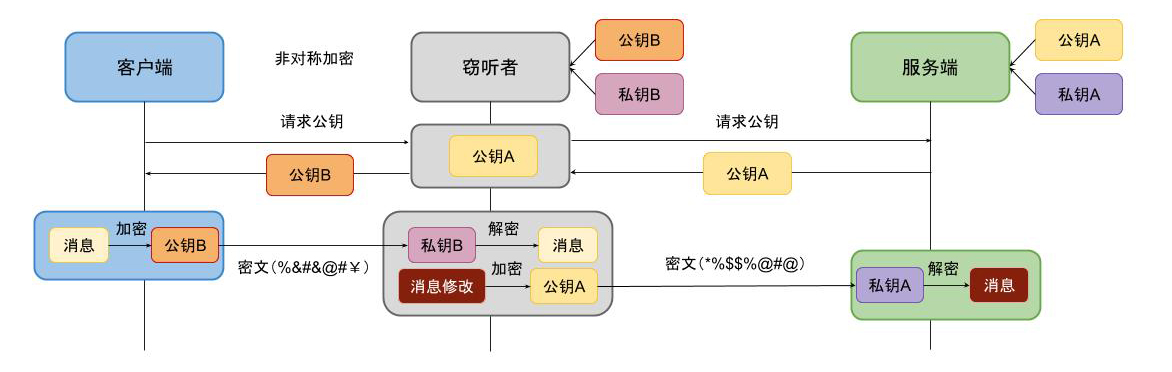 客户端
非对称加密
窃听者
公钥B
私钥B
服务端
公钥A
私钥A
请求公钥
公钥A
请求公钥
公钥B
公钥A
消息
加密
公钥B
密文(%&#&@#￥)
私钥B
解密
消息
消息修改
加密
公钥A
密文(*%$$%@#@)
私钥A
解密
消息